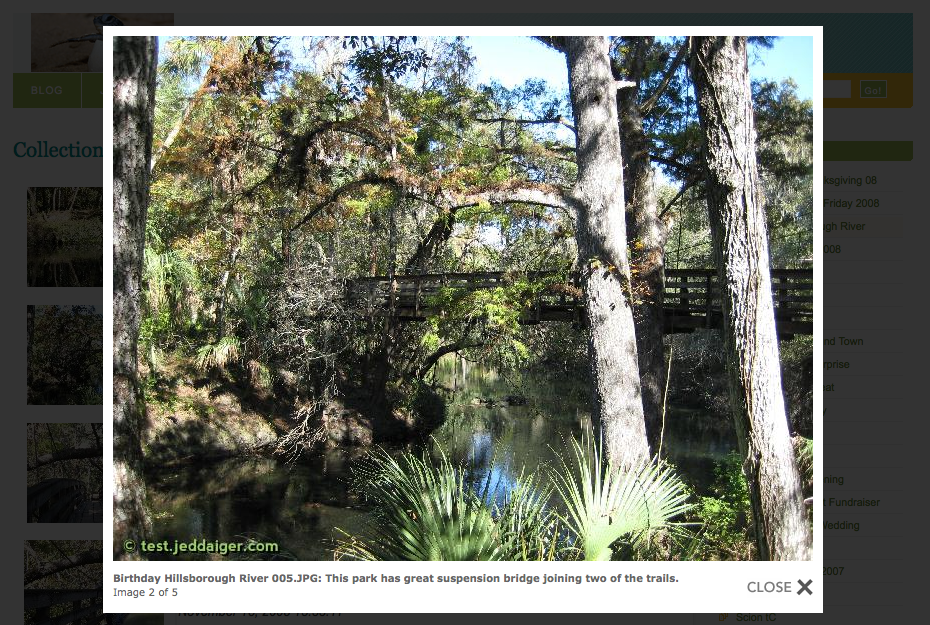 BLOG
Go!
Collection
ksgiving 08
Friday 2008
gh River
008
nd Town
rprise
at
ning
Fundraiser
Wedding
2007
© test.jeddaiger.com
Birthday Hillsborough River 005.JPG: This park has great suspension bridge joining two of the trails.
Image 2 of 5
CLOSE X
Scion tC